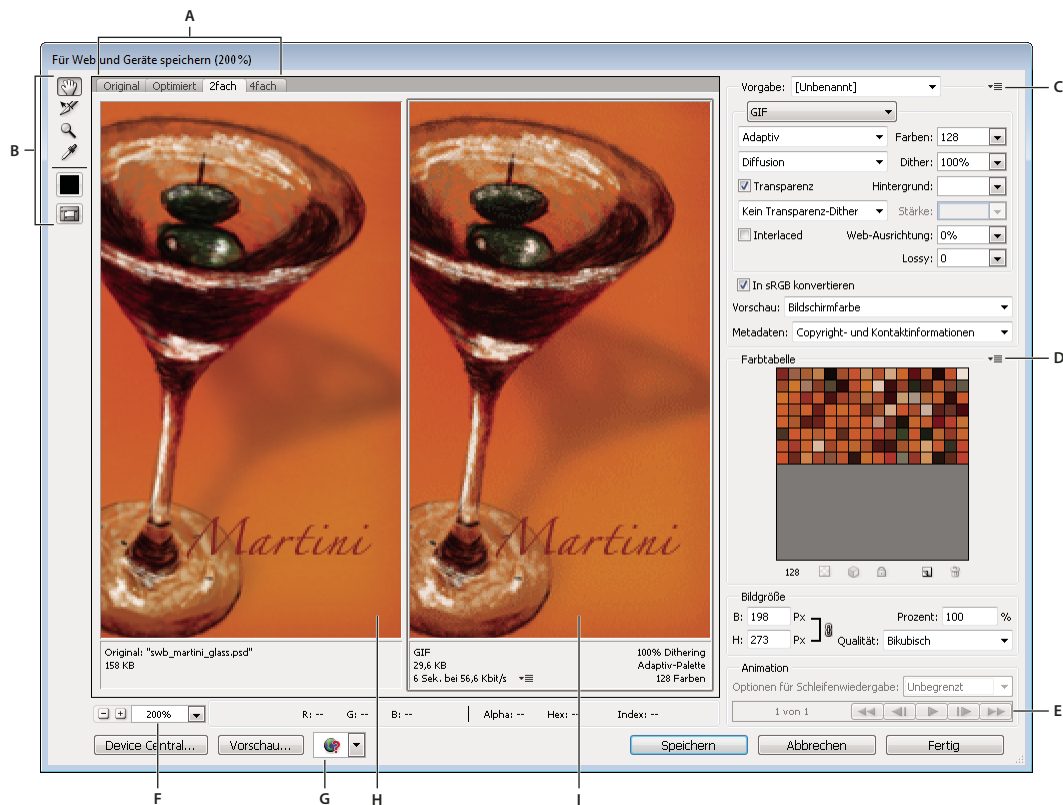 A
Für Web und Geräte speichern (200 %)
B
Original Optimiert 2fach 4fach
Martini
Martini
Original: "swb_martini_glass.psd"
158 KB
GIF
29,6 KB
6 Sek. bei 56,6 Kbit/s
100% Dithering
Adaptiv-Palette
128 Farben
Vorgabe: [Unbenannt]
C
GIF
Adaptiv Farben: 128
Diffusion Dither: 100%
Transparenz Hintergrund:
Kein Transparenz-Dither Stärke:
Interlaced Web-Ausrichtung: 0%
Lossy: 0
In sRGB konvertieren
Vorschau: Bildschirmfarbe
Metadaten: Copyright- und Kontaktinformationen
Farbtabelle
D
128
Bildgröße
B: 198 Px Prozent: 100 %
H: 273 Px Qualität: Bikubisch
Animation
Optionen für Schleifenwiedergabe: Unbegrenzt
1 von 1
E
200% R: -- G: -- B: -- Alpha: -- Hex: -- Index: --
Device Central... Vorschau... Speichern Abbrechen Fertig
F G H I